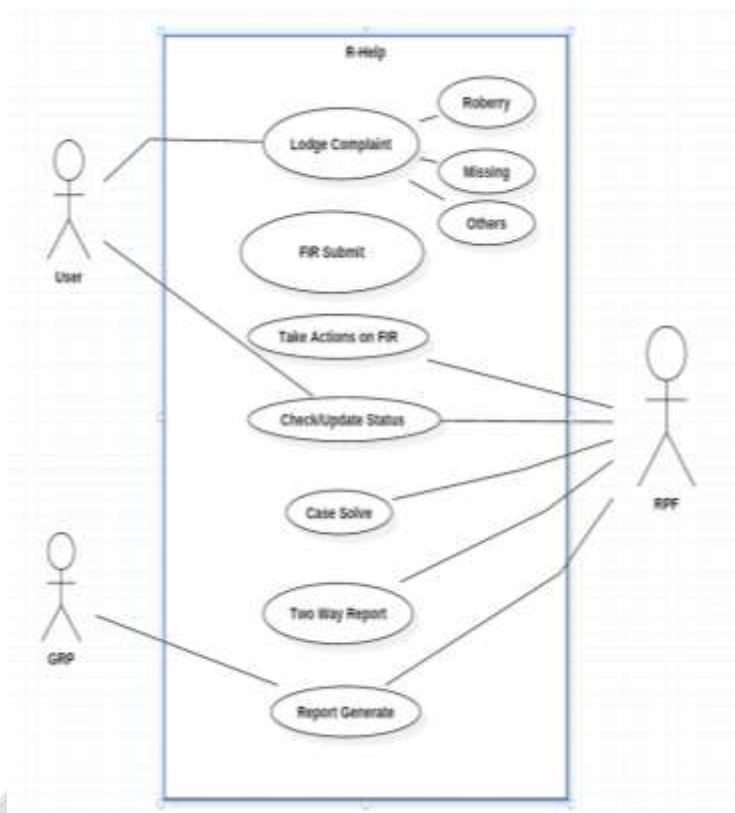 R-Help
Roberry
Lodge Complaint
Missing
Others
FIR Submit
User
Take Actions on FIR
Check/Update Status
RPF
Case Solve
Two Way Report
GRP
Report Generate